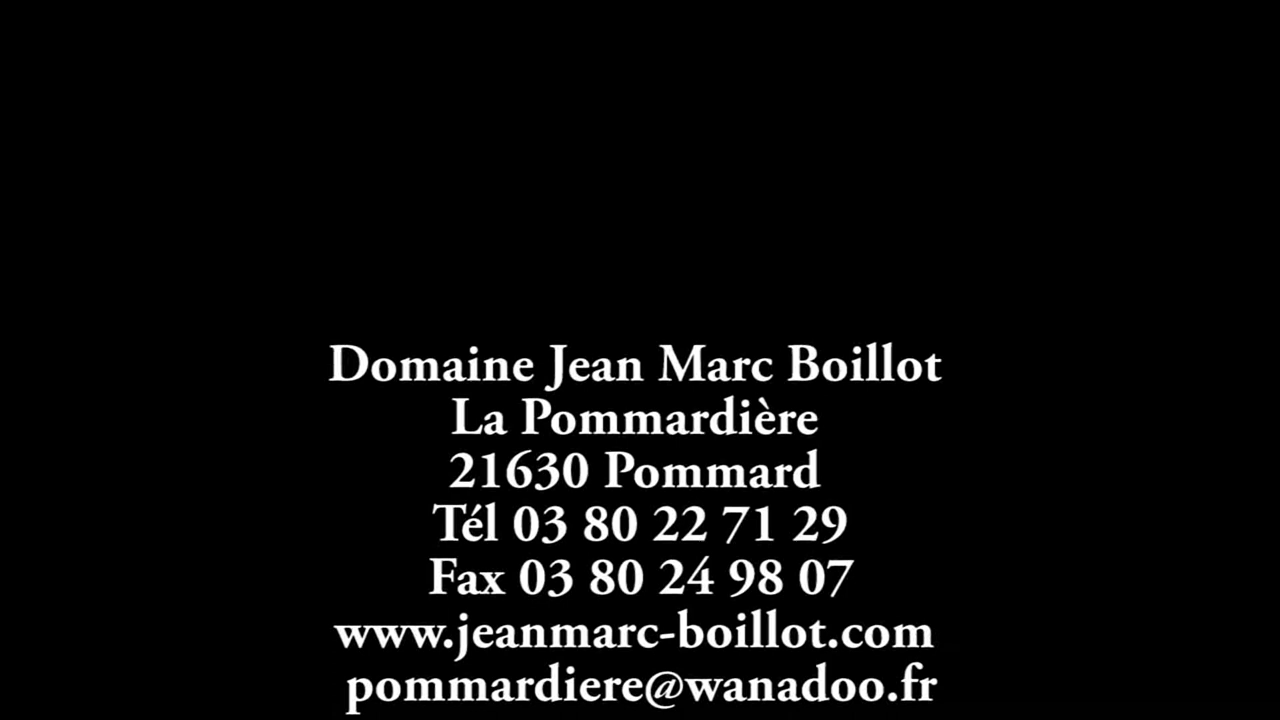 Domaine Jean Marc Boillot
La Pommardière
21630 Pommard
Tél 03 80 22 71 29
Fax 03 80 24 98 07
www.jeanmarc-boillot.com
pommardiere@wanadoo.fr